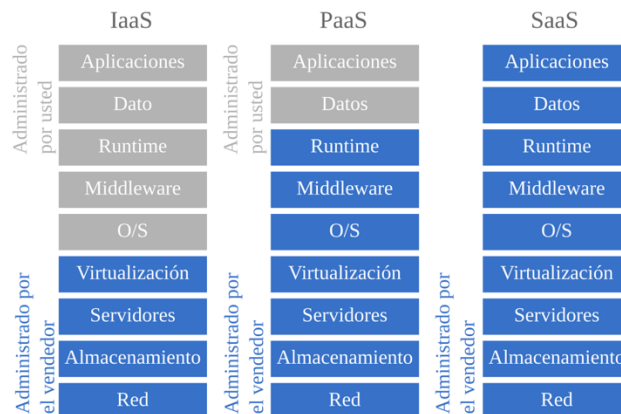 IaaS
PaaS
SaaS
Administrado
por usted
Aplicaciones
Dato
Runtime
Middleware
O/S
Administrado por
el vendedor
Virtualización
Servidores
Almacenamiento
Red
Administrado
por usted
Aplicaciones
Datos
Runtime
Middleware
O/S
Administrado por
el vendedor
Virtualización
Servidores
Almacenamiento
Red
Aplicaciones
Datos
Runtime
Middleware
O/S
Administrado por
el vendedor
Virtualización
Servidores
Almacenamiento
Red